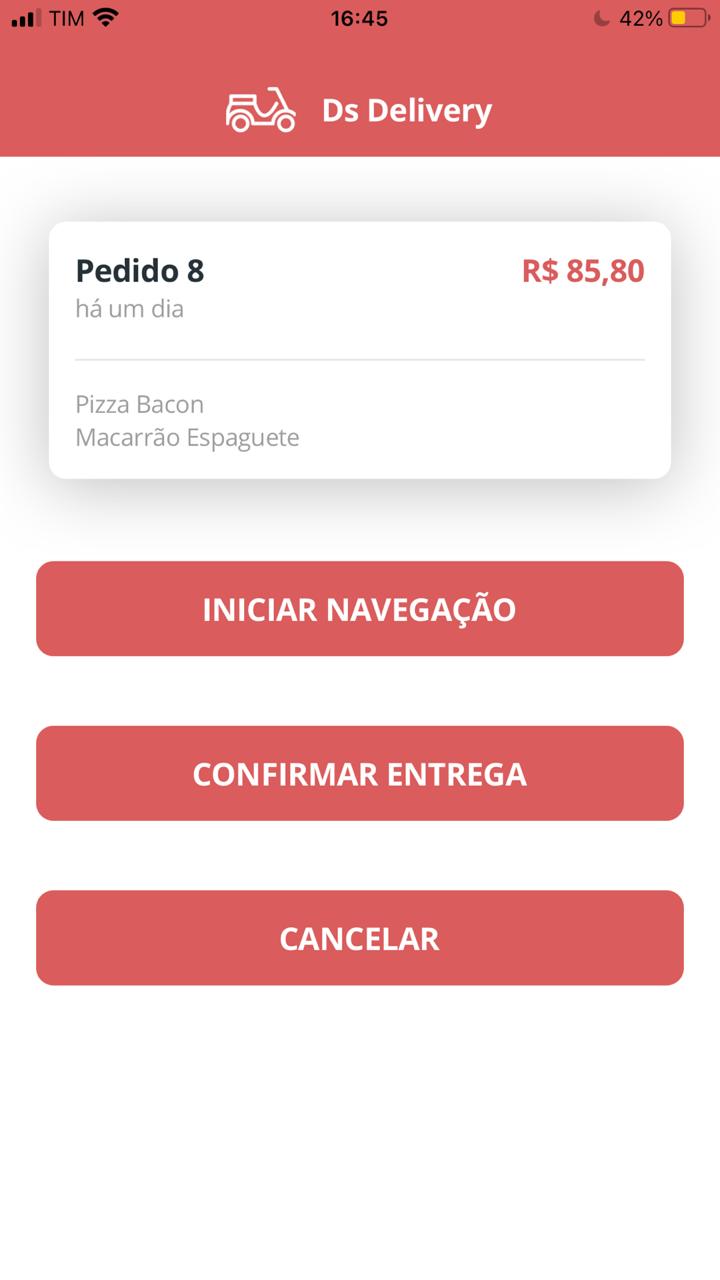 TIM 16:45 42%
Ds Delivery
Pedido 8 R$ 85,80
há um dia
Pizza Bacon
Macarrão Espaguete
INICIAR NAVEGAÇÃO
CONFIRMAR ENTREGA
CANCELAR